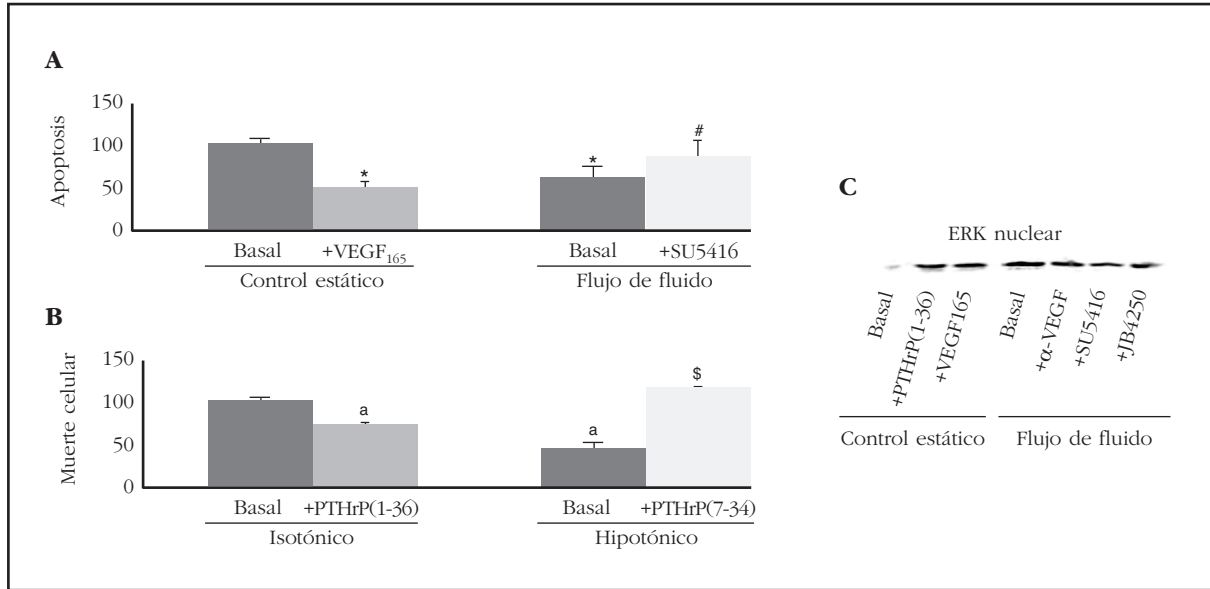 A
Apoptosis
150
100
50
0
*
*
#
Basal
+VEGF165
Basal
+SU5416
Control estático
Flujo de fluido
B
Muerte celular
150
100
50
0
a
a
$
Basal
+PTHrP(1-36)
Basal
+PTHrP(7-34)
Isotónico
Hipotónico
C
ERK nuclear
Basal
+PTHrP(1-36)
+VEGF165
Basal
+α-VEGF
+SU5416
+JB4250
Control estático
Flujo de fluido